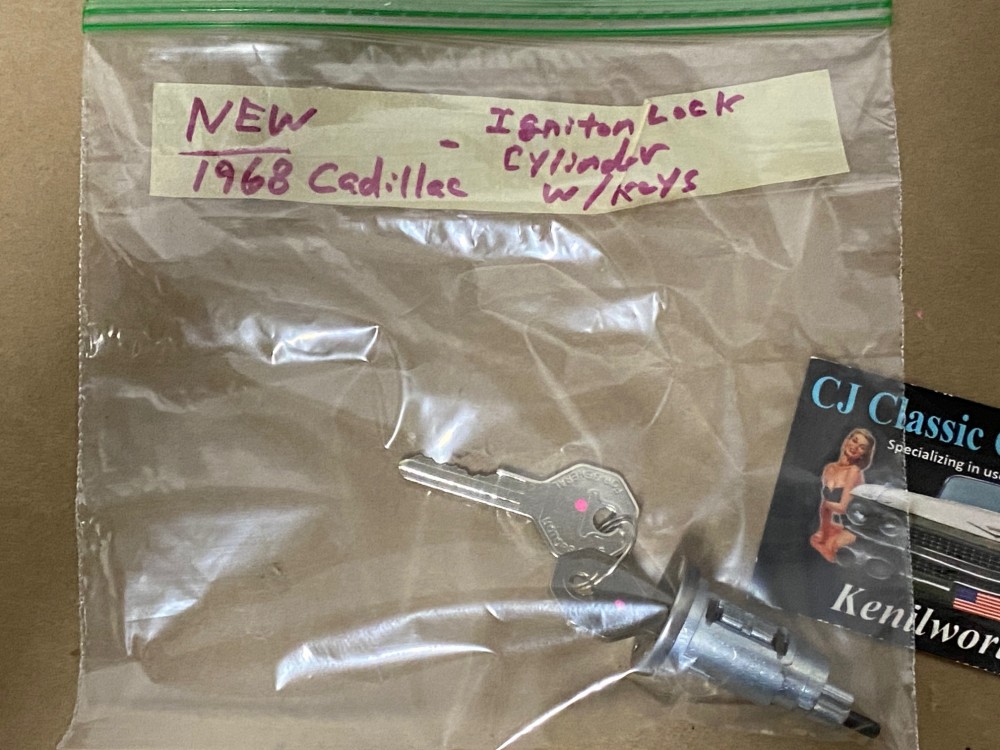 NEW
1968 Cadillac
- Igniton Lock
Cylinder
w/Keys
CJ Classic
Specializing in us
Kenilwor